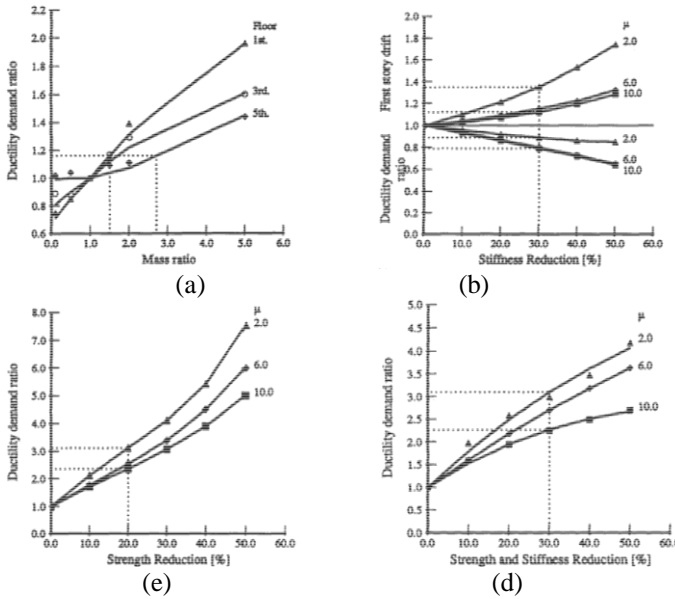 2.2
2.0
1.8
1.6
1.4
1.2
1.0
0.8
0.6
Ductility demand ratio
Floor
1st.
3rd.
5th.
0.0 1.0 2.0 3.0 4.0 5.0 6.0
Mass ratio
(a)
2.0
1.8
1.6
1.4
1.2
1.0
0.8
0.6
0.4
0.2
0.0
First story drift
Ductility demand
ratio
μ
2.0
6.0
10.0
2.0
6.0
10.0
0.0 10.0 20.0 30.0 40.0 50.0 60.0
Stiffness Reduction [%]
(b)
8.0
7.0
6.0
5.0
4.0
3.0
2.0
1.0
0.0
Ductility demand ratio
μ
2.0
6.0
10.0
0.0 10.0 20.0 30.0 40.0 50.0 60.0
Strength Reduction [%]
(e)
5.0
4.5
4.0
3.5
3.0
2.5
2.0
1.5
1.0
0.5
0.0
Ductility demand ratio
μ
2.0
6.0
10.0
0.0 10.0 20.0 30.0 40.0 50.0 60.0
Strength and Stiffness Reduction [%]
(d)